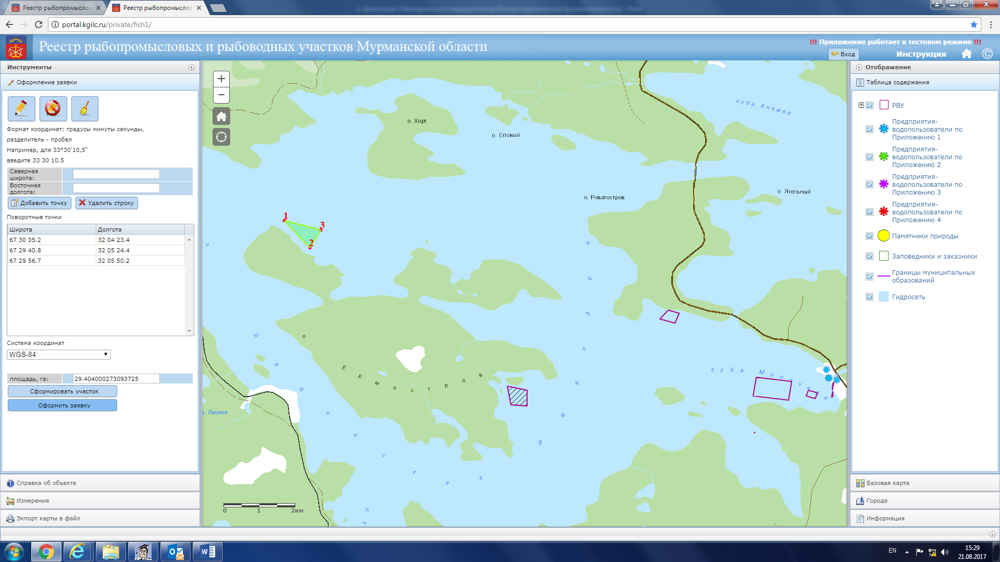 Реестр рыбопромыслов
Реестр рыбопромыслов
portal.kgilc.ru/private/fish1/
Реестр рыбопромысловых и рыбоводных участков Мурманской области
!!! Приложение работает в тестовом режиме !!!
Вход
Инструкция
Инструменты
Оформление заявки
Формат координат: градусы минуты секунды,
разделитель - пробел
Например, для 33°30'10,5"
введите 33 30 10.5
Северная
широта:
Восточная
долгота:
Добавить точку
Удалить строку
Поворотные точки
Широта Долгота
67 30 05.2 32 04 23.4
67 29 40.8 32 05 24.4
67 29 56.7 32 05 50.2
Система координат
WGS-84
площадь, га: 29.404000273093725
Сформировать участок
Оформить заявку
Справка об объекте
Измерения
Экспорт карты в файл
+
−
о. Хорт
о. Еловый
губа Княжая
о. Роватостров
о. Ягельный
1
3
2
о Ермостров
Бабинская
Имандра
губа Молочная
в. Лесное
0 1 2км
Отображение
Таблица содержания
РВУ
Предприятия-
водопользователи по
Приложению 1
Предприятия-
водопользователи по
Приложению 2
Предприятия-
водопользователи по
Приложению 3
Предприятия-
водопользователи по
Приложению 4
Памятники природы
Заповедники и заказники
Границы муниципальных
образований
Гидросеть
Базовая карта
Города
Информация
EN
15:29
21.08.2017